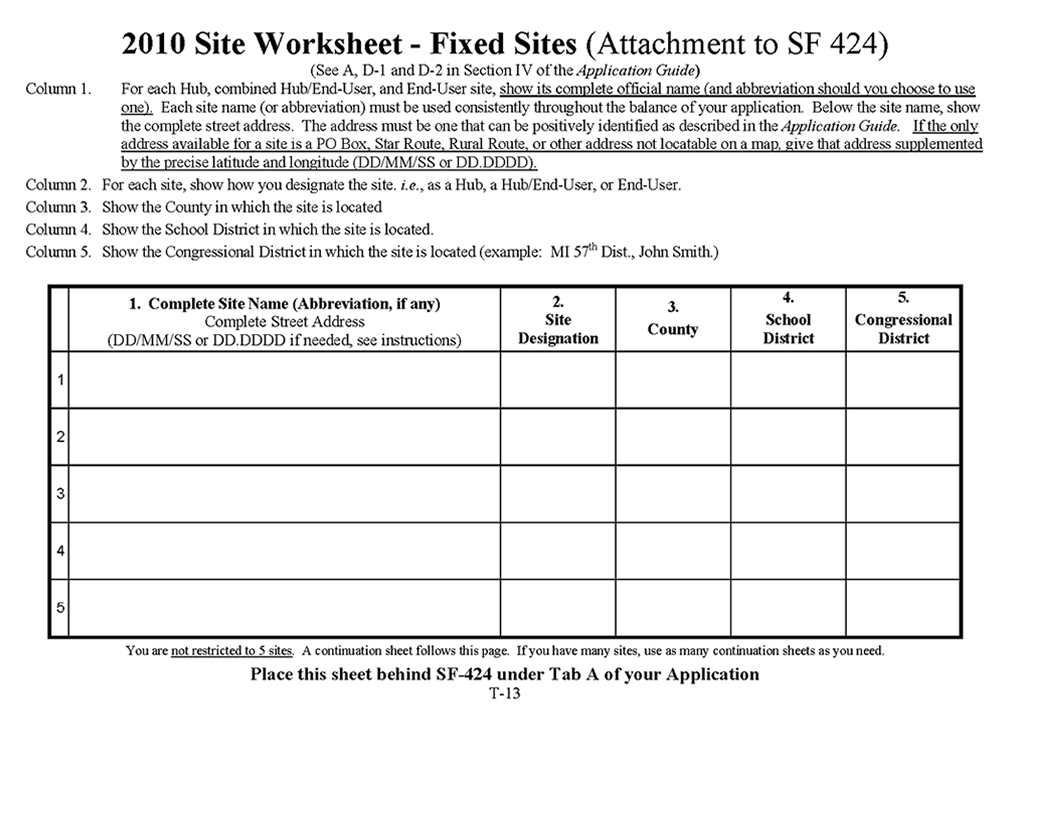 2010 Site Worksheet - Fixed Sites (Attachment to SF 424)
(See A, D-1 and D-2 in Section IV of the Application Guide)
Column 1. For each Hub, combined Hub/End-User, and End-User site, show its complete official name (and abbreviation should you choose to use
one). Each site name (or abbreviation) must be used consistently throughout the balance of your application. Below the site name, show
the complete street address. The address must be one that can be positively identified as described in the Application Guide. If the only
address available for a site is a PO Box, Star Route, Rural Route, or other address not locatable on a map, give that address supplemented
by the precise latitude and longitude (DD/MM/SS or DD.DDDD).
Column 2. For each site, show how you designate the site. i.e., as a Hub, a Hub/End-User, or End-User.
Column 3. Show the County in which the site is located
Column 4. Show the School District in which the site is located.
Column 5. Show the Congressional District in which the site is located (example: MI 57th Dist., John Smith.)
1. Complete Site Name (Abbreviation, if any)
Complete Street Address
(DD/MM/SS or DD.DDDD if needed, see instructions)
2.
Site
Designation
3.
County
4.
School
District
5.
Congressional
District
1
2
3
4
5
You are not restricted to 5 sites. A continuation sheet follows this page. If you have many sites, use as many continuation sheets as you need.
Place this sheet behind SF-424 under Tab A of your Application
T-13